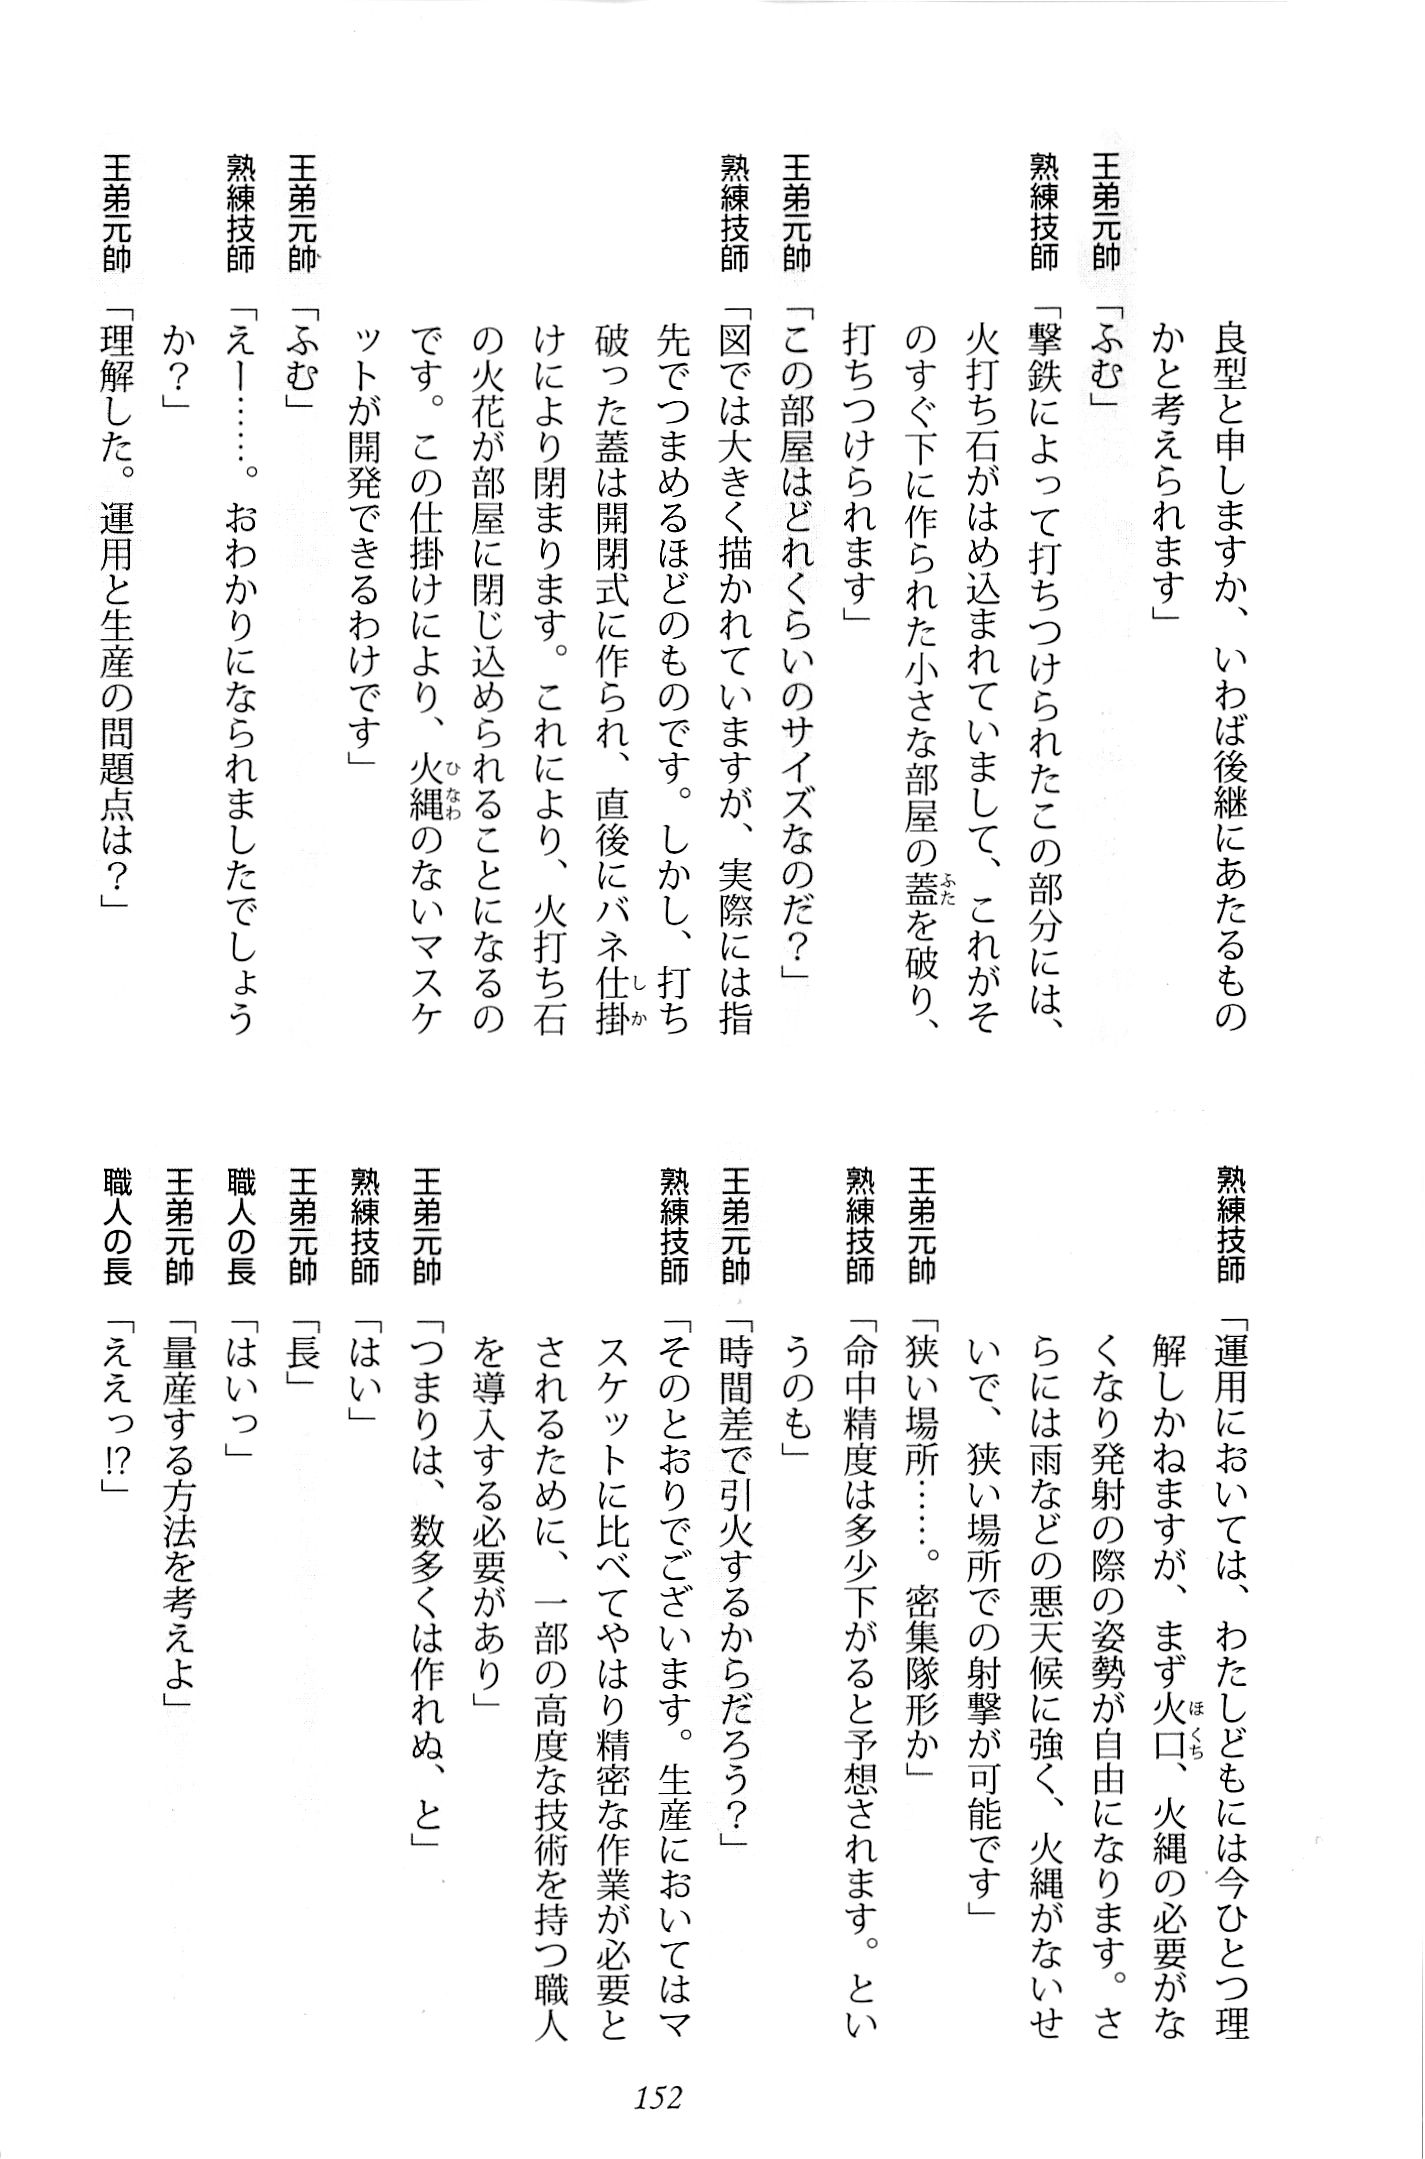 良型と申しますか、いわば後継にあたるもの
かと考えられます」
王弟元帥「ふむ」
熟練技師「撃鉄によって打ちつけられたこの部分には、
火打ち石がはめ込まれていまして、これがそ
のすぐ下に作られた小さな部屋の蓋を破り、
打ちつけられます」
王弟元帥「この部屋はどれくらいのサイズなのだ？」
熟練技師「図では大きく描かれていますが、実際には指
先でつまめるほどのものです。しかし、打ち
破った蓋は開閉式に作られ、直後にバネ仕掛
けにより閉まります。これにより、火打ち石
の火花が部屋に閉じ込められることになるの
です。この仕掛けにより、火縄のないマスケ
ットが開発できるわけです」
王弟元帥「ふむ」
熟練技師「えー……。おわかりになられましたでしょう
か？」
王弟元帥「理解した。運用と生産の問題点は？」
熟練技師「運用においては、わたしどもには今ひとつ理
解しかねますが、まず火口、火縄の必要がな
くなり発射の際の姿勢が自由になります。さ
らには雨などの悪天候に強く、火縄がないせ
いで、狭い場所での射撃が可能です」
王弟元帥「狭い場所……。密集隊形か」
熟練技師「命中精度は多少下がると予想されます。とい
うのも」
王弟元帥「時間差で引火するからだろう？」
熟練技師「そのとおりでございます。生産においてはマ
スケットに比べてやはり精密な作業が必要と
されるために、一部の高度な技術を持つ職人
を導入する必要があり」
王弟元帥「つまりは、数多くは作れぬ、と」
熟練技師「はい」
王弟元帥「長」
職人の長「はいっ」
王弟元帥「量産する方法を考えよ」
職人の長「ええっ!?」
152